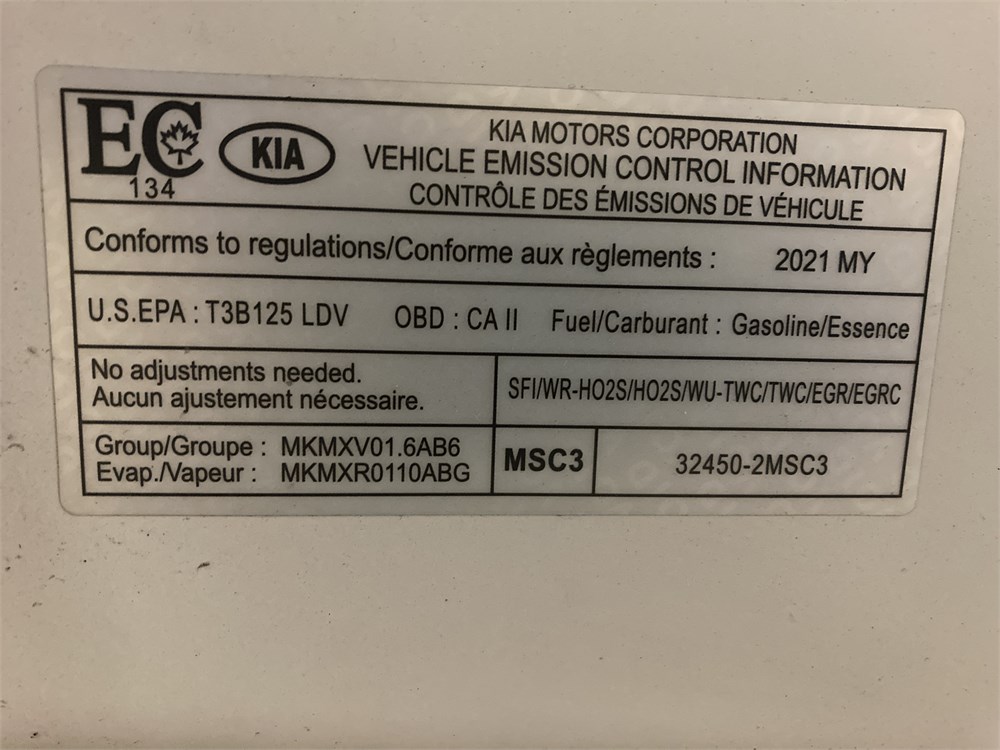 EC
134
KIA
KIA MOTORS CORPORATION
VEHICLE EMISSION CONTROL INFORMATION
CONTRÔLE DES ÉMISSIONS DE VÉHICULE
Conforms to regulations/Conforme aux règlements : 2021 MY
U.S.EPA : T3B125 LDV OBD : CA II Fuel/Carburant : Gasoline/Essence
No adjustments needed.
Aucun ajustement nécessaire.
SFI/WR-HO2S/HO2S/WU-TWC/TWC/EGR/EGRC
Group/Groupe : MKMXV01.6AB6
Evap./Vapeur : MKMXR0110ABG
MSC3
32450-2MSC3